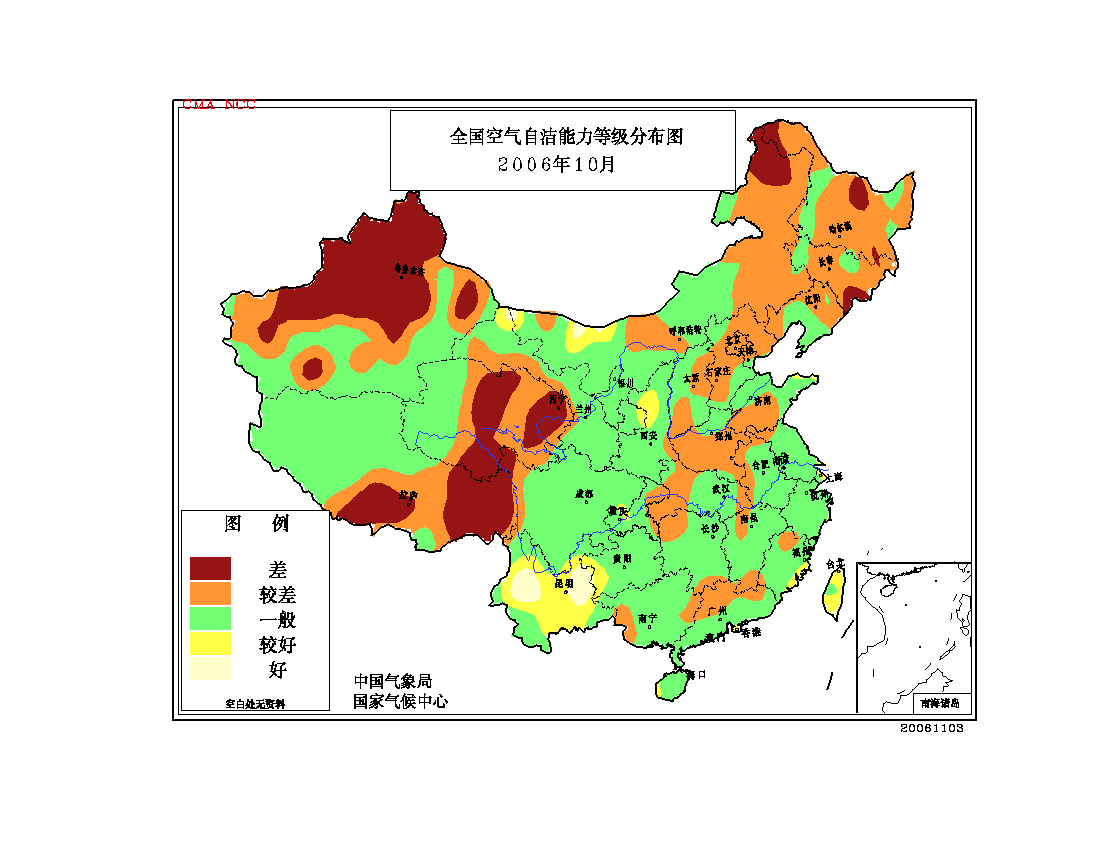 CMA NCC
全国空气自洁能力等级分布图
2006年10月
哈尔滨
乌鲁木齐
长春
沈阳
呼和浩特
北京
天津
银川
太原
石家庄
西宁
兰州
济南
西安
郑州
合肥
南京
上海
拉萨
成都
武汉
杭州
重庆
长沙
南昌
贵阳
福州
昆明
台北
南宁
广州
澳门
香港
海口
图 例
差
较差
一般
较好
好
空白处无资料
中国气象局
国家气候中心
南海诸岛
20061103